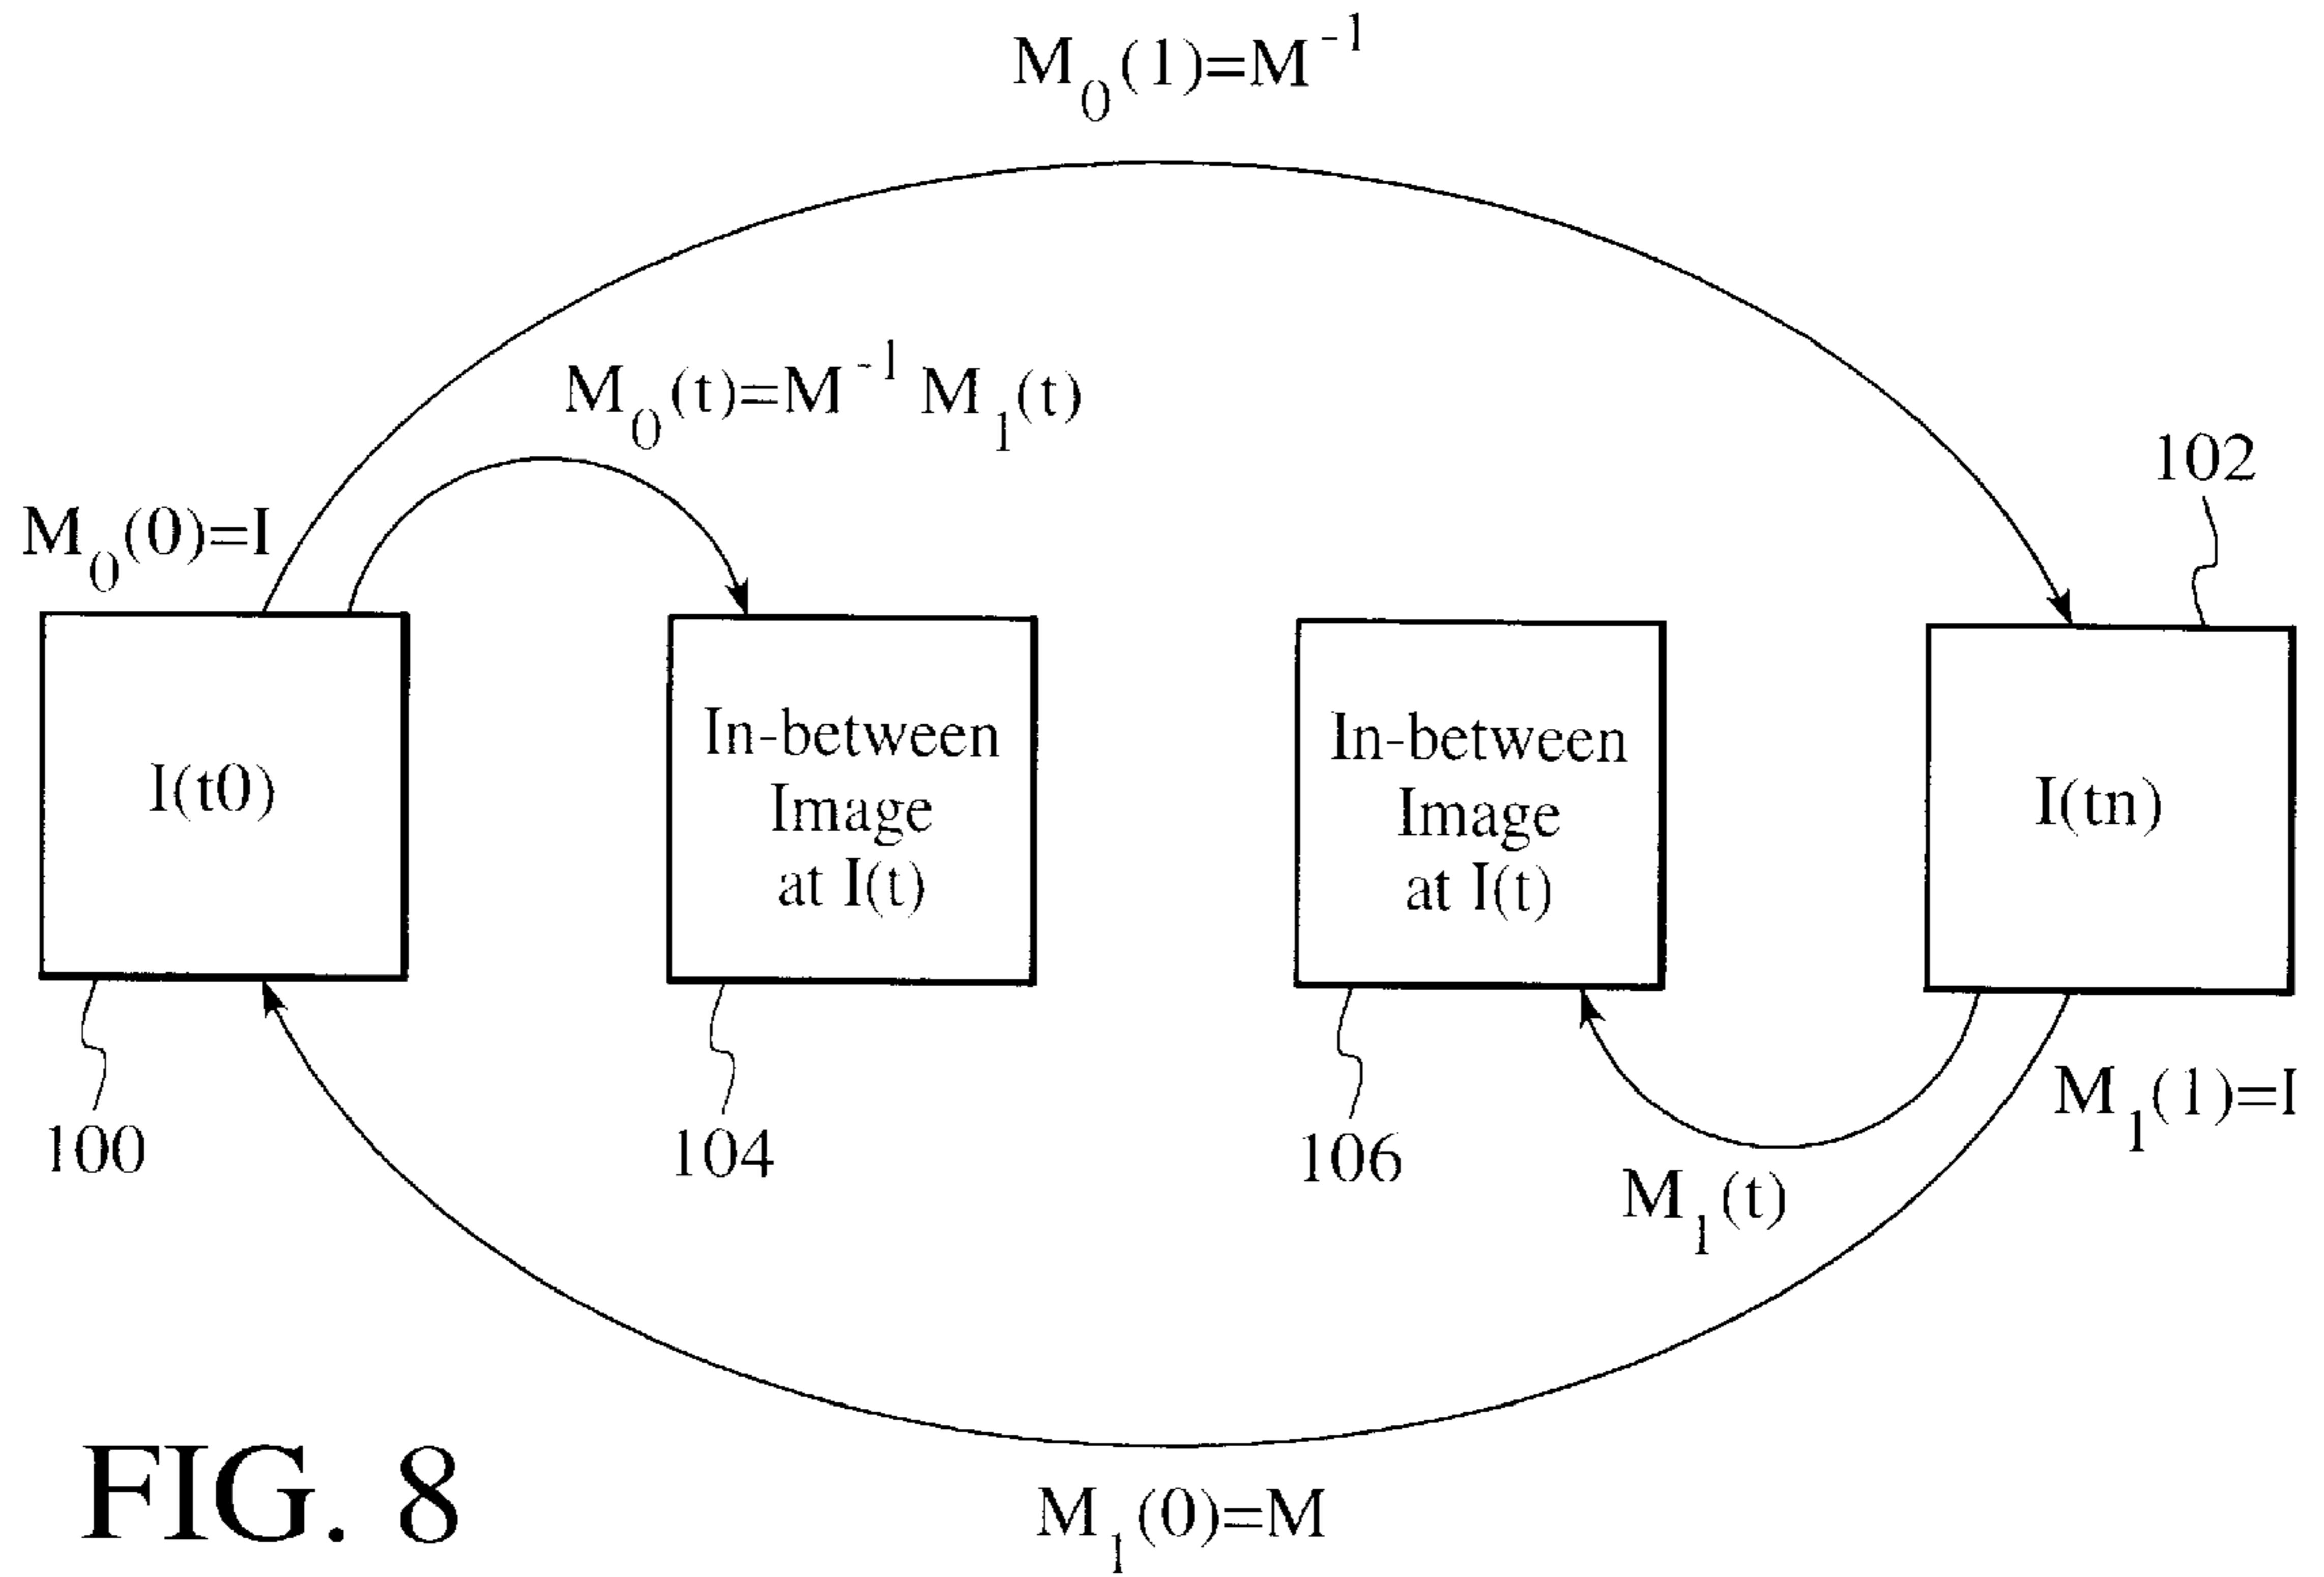 M₀(1)=M⁻¹
M₀(t)=M⁻¹ M₁(t)
102
M₀(0)=I
I(t0)
In-between
Image
at I(t)
In-between
Image
at I(t)
I(tn)
100
104
106
M₁(1)=I
M₁(t)
M₁(0)=M
FIG. 8